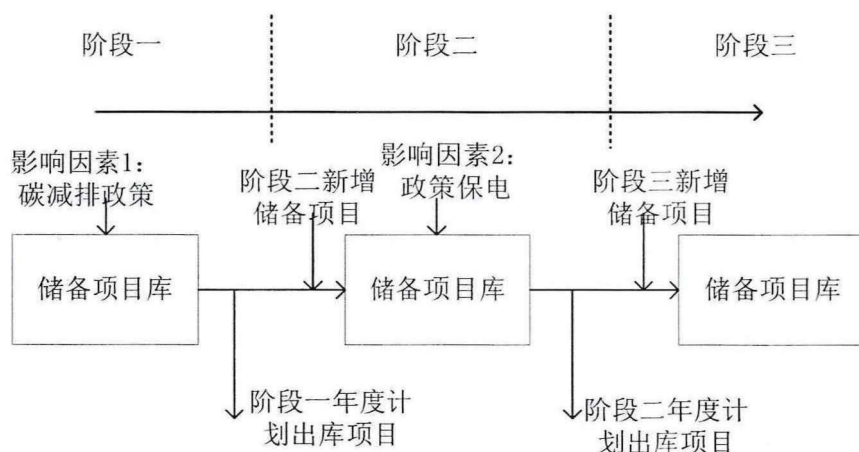 阶段一
阶段二
阶段三
影响因素1：
碳减排政策
阶段二新增
储备项目
影响因素2：
政策保电
阶段三新增
储备项目
储备项目库
储备项目库
储备项目库
阶段一年度计
划出库项目
阶段二年度计
划出库项目